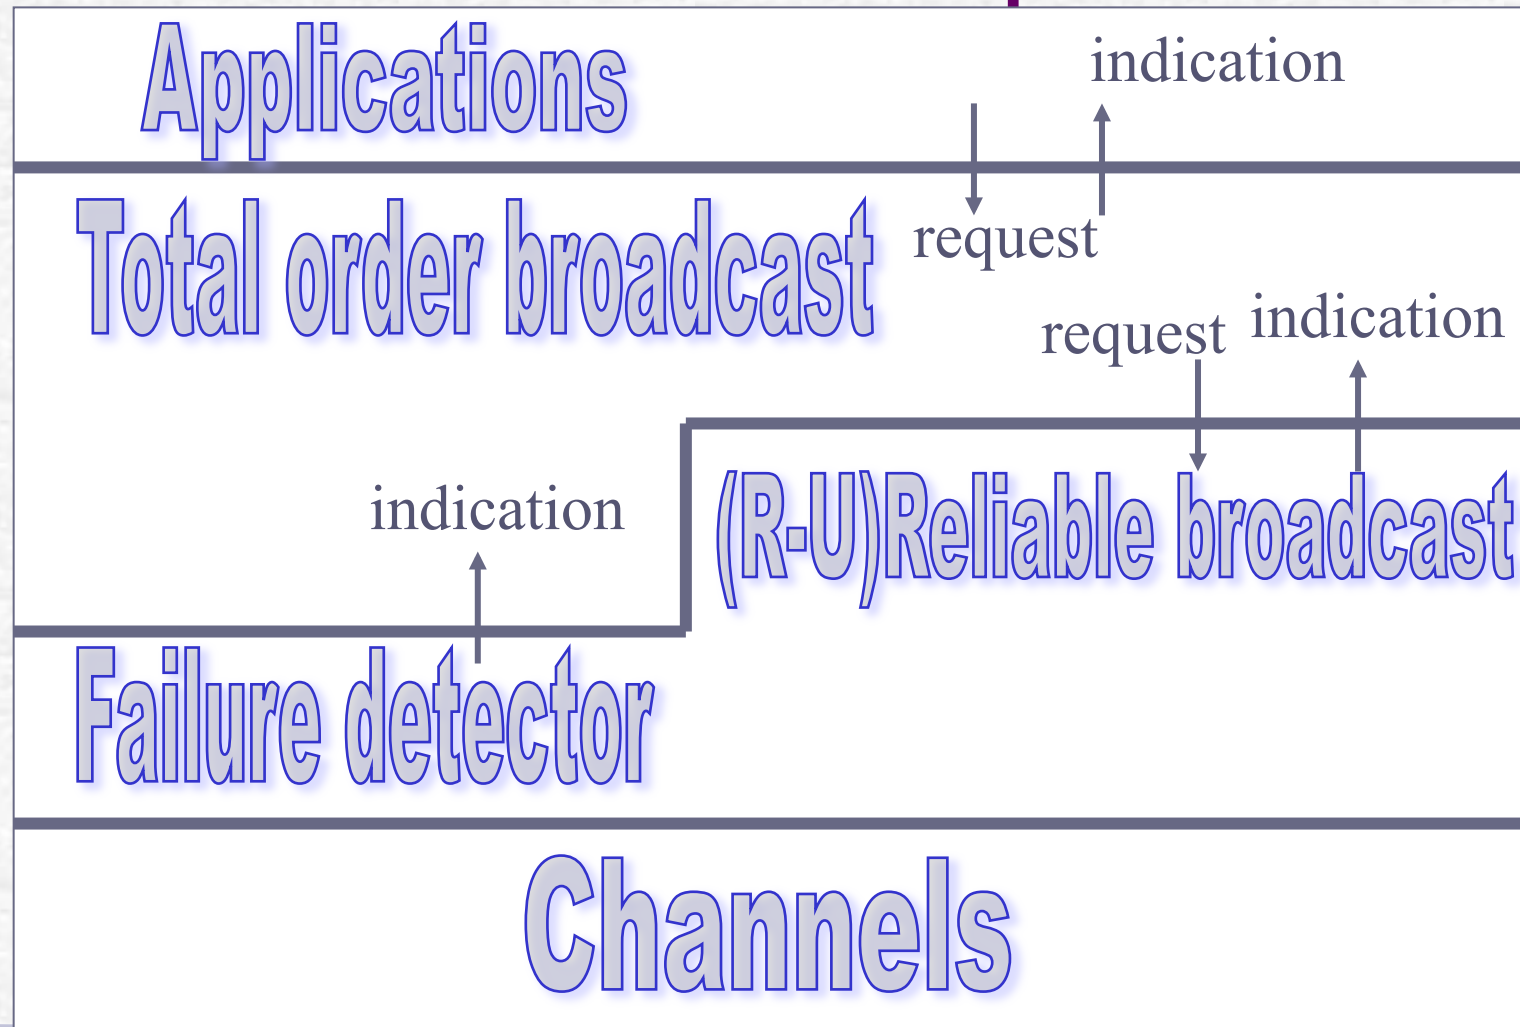 Applications
indication
request
Total order broadcast
request
indication
indication
(R-U)Reliable broadcast
Failure detector
Channels